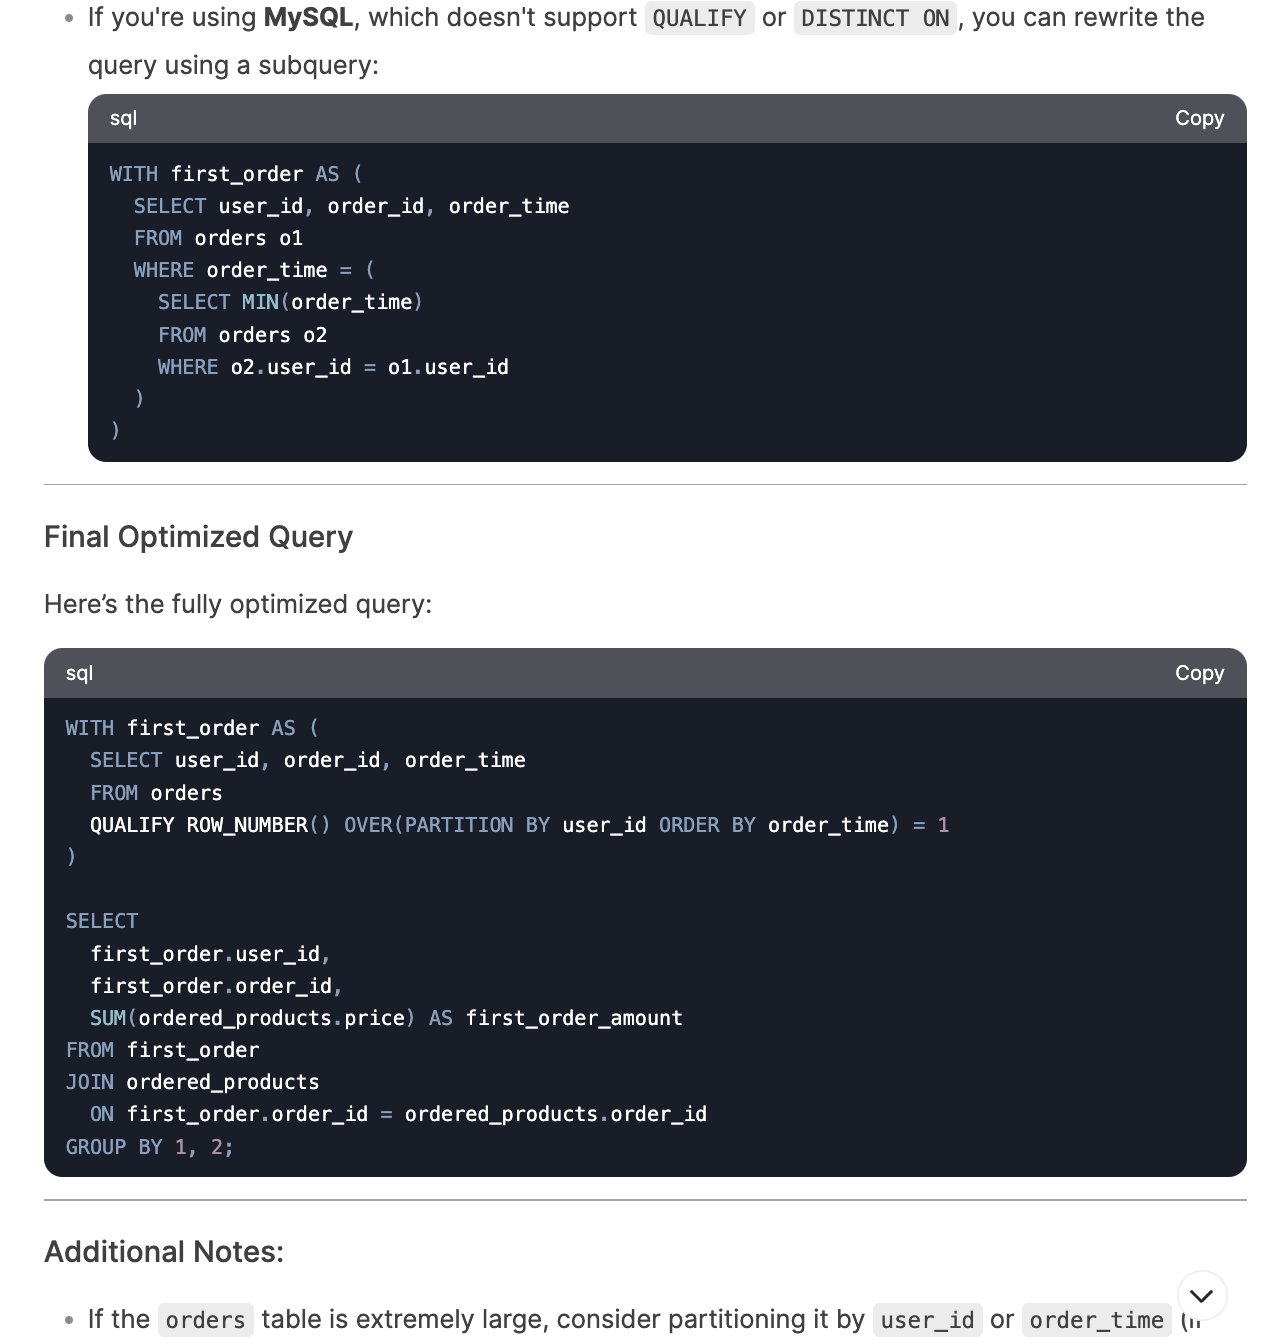 If you're using MySQL, which doesn't support QUALIFY or DISTINCT ON, you can rewrite the
query using a subquery:
sql Copy
WITH first_order AS (
  SELECT user_id, order_id, order_time
  FROM orders o1
  WHERE order_time = (
    SELECT MIN(order_time)
    FROM orders o2
    WHERE o2.user_id = o1.user_id
  )
)
Final Optimized Query
Here’s the fully optimized query:
sql Copy
WITH first_order AS (
  SELECT user_id, order_id, order_time
  FROM orders
  QUALIFY ROW_NUMBER() OVER(PARTITION BY user_id ORDER BY order_time) = 1
)
SELECT
  first_order.user_id,
  first_order.order_id,
  SUM(ordered_products.price) AS first_order_amount
FROM first_order
JOIN ordered_products
  ON first_order.order_id = ordered_products.order_id
GROUP BY 1, 2;
Additional Notes:
If the orders table is extremely large, consider partitioning it by user_id or order_time